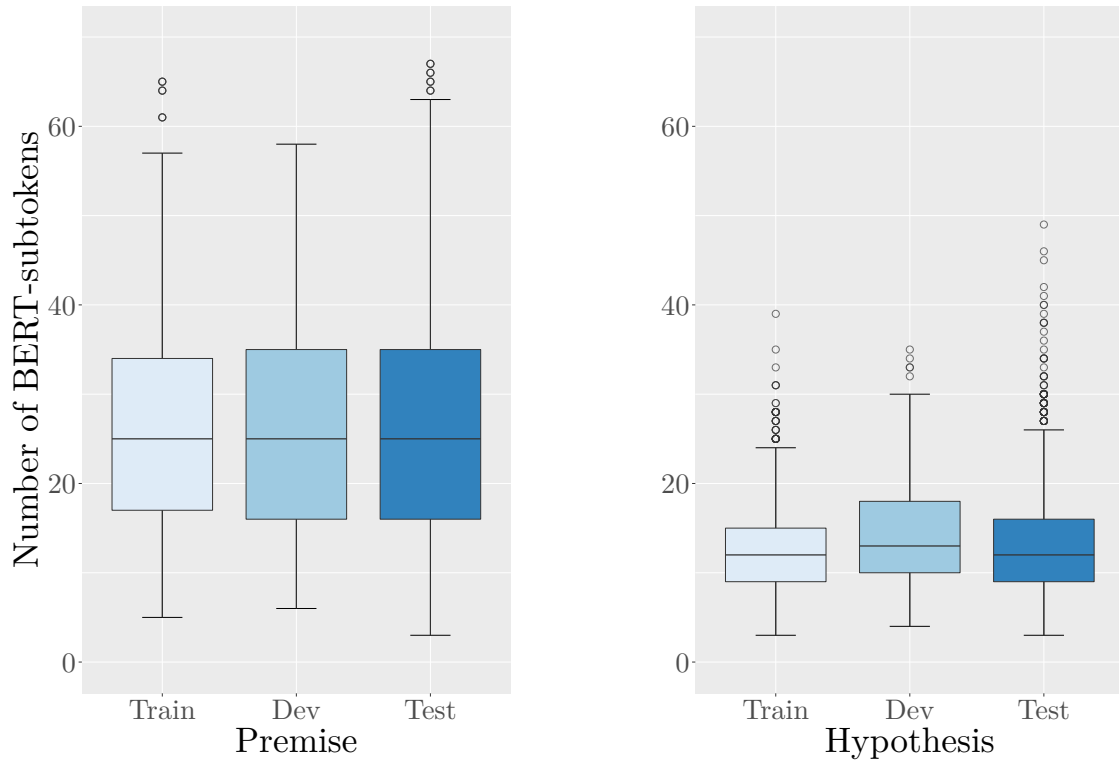 Number of BERT-subtokens
60
40
20
0
Train Dev Test
Premise
60
40
20
0
Train Dev Test
Hypothesis